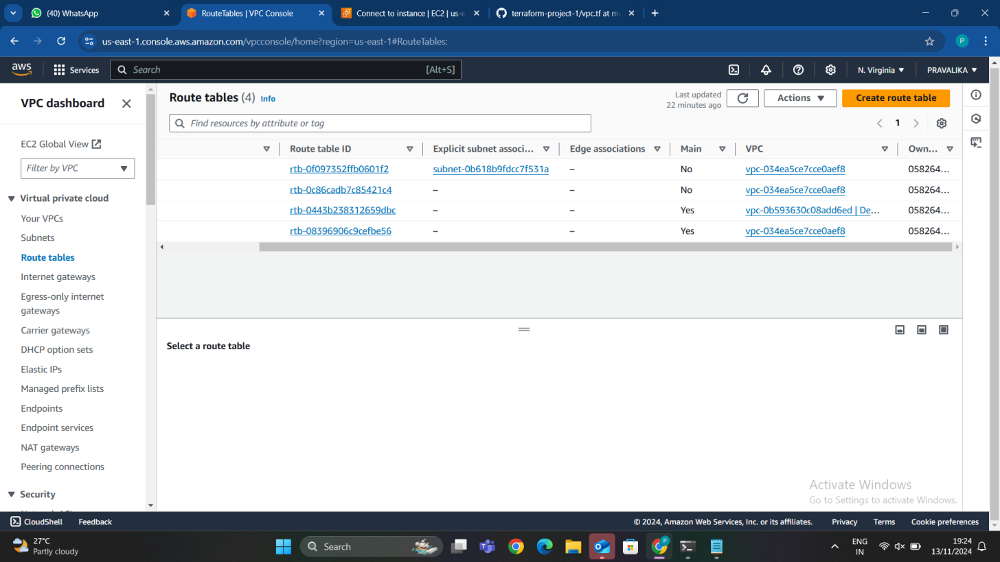 (40) WhatsApp
RouteTables | VPC Console
Connect to instance | EC2 | us-e
terraform-project-1/vpc.tf at ma
us-east-1.console.aws.amazon.com/vpcconsole/home?region=us-east-1#RouteTables:
P
aws
Services
Search
[Alt+S]
N. Virginia
PRAVALIKA
VPC dashboard
EC2 Global View
Filter by VPC
Virtual private cloud
Your VPCs
Subnets
Route tables
Internet gateways
Egress-only internet
gateways
Carrier gateways
DHCP option sets
Elastic IPs
Managed prefix lists
Endpoints
Endpoint services
NAT gateways
Peering connections
Security
Route tables (4) Info
Last updated
22 minutes ago
Actions
Create route table
Find resources by attribute or tag
1
Route table ID Explicit subnet associ... Edge associations Main VPC Own...
rtb-0f097352ffb0601f2 subnet-0b618b9fdcc7f531a – No vpc-034ea5ce7cce0aef8 058264...
rtb-0c86cadb7c85421c4 – – No vpc-034ea5ce7cce0aef8 058264...
rtb-0443b238312659dbc – – Yes vpc-0b593630c08add6ed | De... 058264...
rtb-08396906c9cefbe56 – – Yes vpc-034ea5ce7cce0aef8 058264...
Select a route table
Activate Windows
Go to Settings to activate Windows.
CloudShell Feedback © 2024, Amazon Web Services, Inc. or its affiliates. Privacy Terms Cookie preferences
27°C
Partly cloudy
Search
P
ENG
IN
19:24
13/11/2024